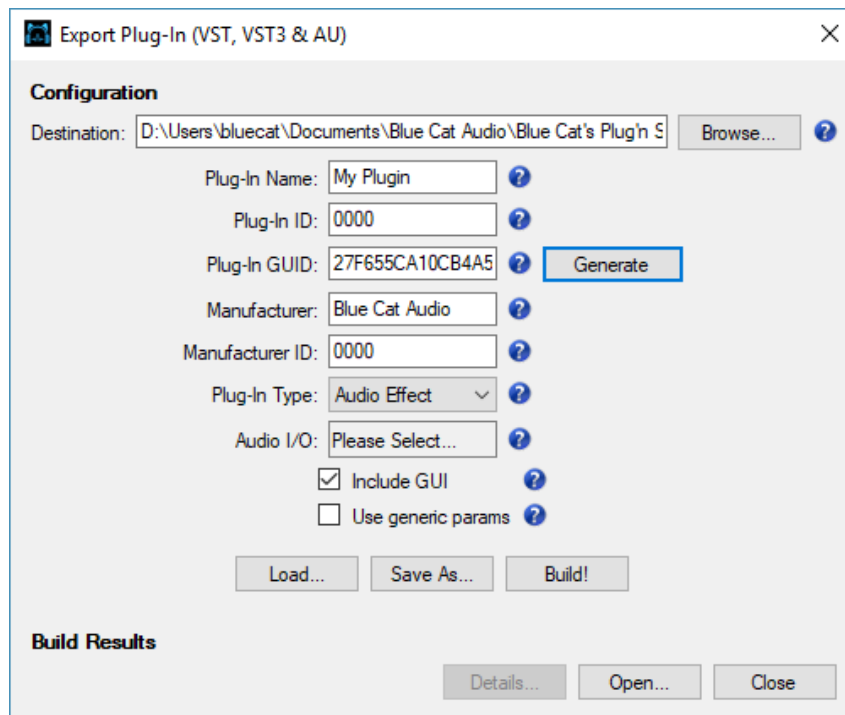 Export Plug-In (VST, VST3 & AU)
Configuration
Destination: D:\Users\bluecat\Documents\Blue Cat Audio\Blue Cat's Plug'n S Browse...
Plug-In Name: My Plugin
Plug-In ID: 0000
Plug-In GUID: 27F655CA10CB4A5 Generate
Manufacturer: Blue Cat Audio
Manufacturer ID: 0000
Plug-In Type: Audio Effect
Audio I/O: Please Select...
Include GUI
Use generic params
Load... Save As... Build!
Build Results
Details... Open... Close